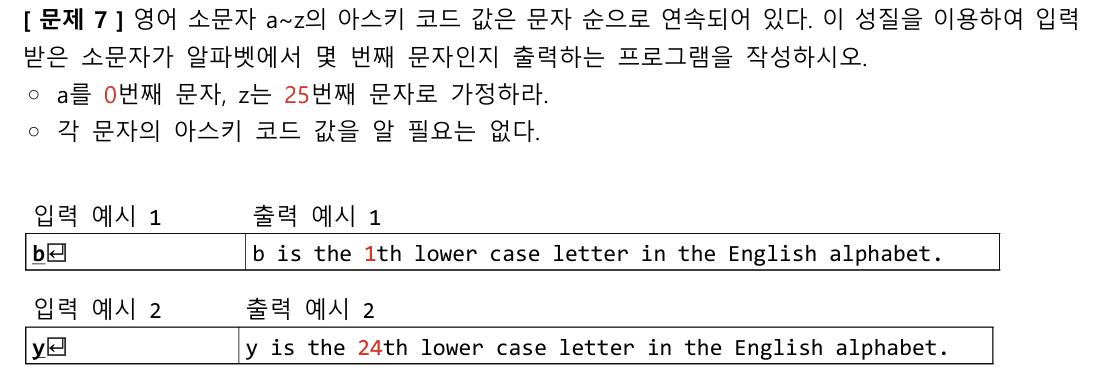 [ 문제 7 ] 영어 소문자 a~z의 아스키 코드 값은 문자 순으로 연속되어 있다. 이 성질을 이용하여 입력
받은 소문자가 알파벳에서 몇 번째 문자인지 출력하는 프로그램을 작성하시오.
○ a를 0번째 문자, z는 25번째 문자로 가정하라.
○ 각 문자의 아스키 코드 값을 알 필요는 없다.
입력 예시 1 출력 예시 1
b↵ b is the 1th lower case letter in the English alphabet.
입력 예시 2 출력 예시 2
y↵ y is the 24th lower case letter in the English alphabet.